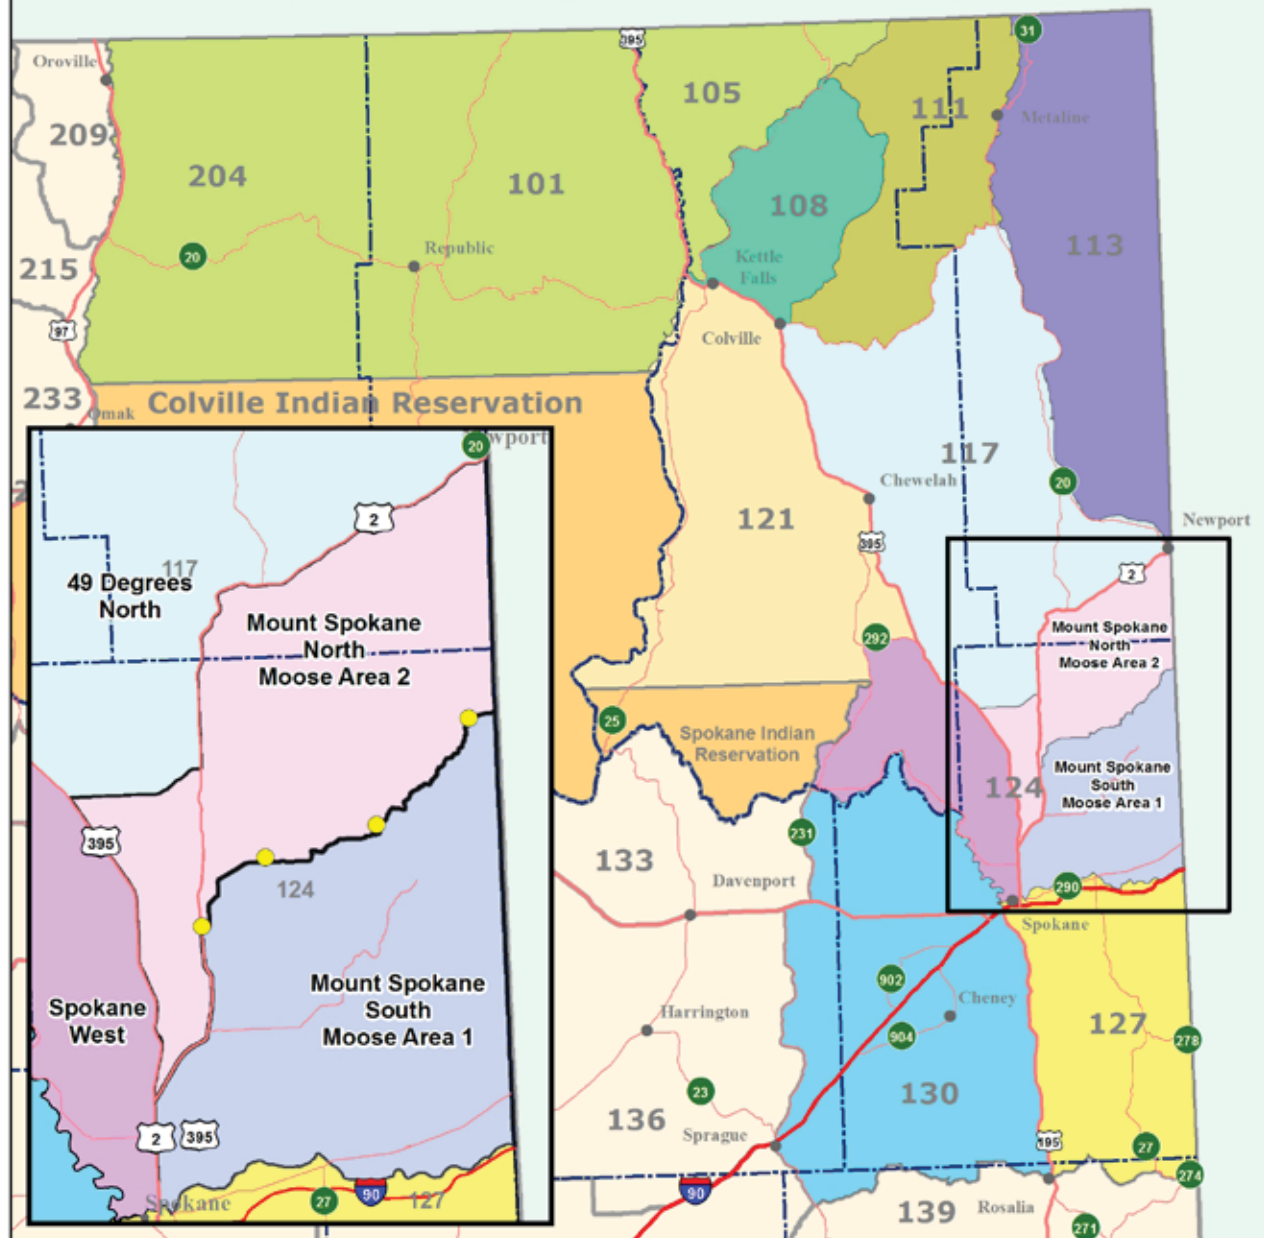 31
395
Oroville
105
111
Metaline
209
204
101
108
113
20
Republic
Kettle
Falls
215
97
Colville
233
Omak
Colville Indian Reservation
117
Chewelah
20
121
395
Newport
2
292
Mount Spokane
North
Moose Area 2
25
Spokane Indian
Reservation
124
Mount Spokane
South
Moose Area 1
231
133
Davenport
290
Spokane
902
Cheney
Harrington
904
127
278
23
130
136
Sprague
195
27
274
90
139
Rosalia
271
wport
20
2
117
49 Degrees
North
Mount Spokane
North
Moose Area 2
395
124
Spokane
West
Mount Spokane
South
Moose Area 1
2
395
Spokane
27
90
127